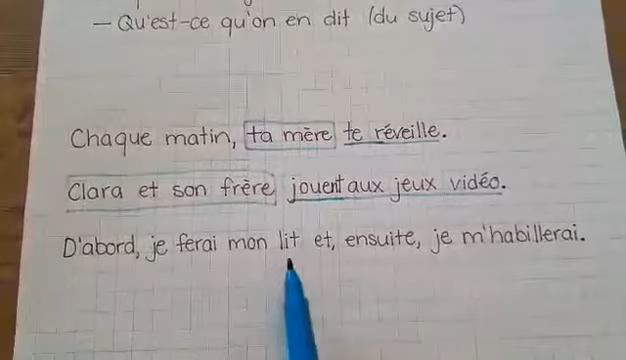 — Qu'est-ce qu'on en dit (du sujet)
Chaque matin, ta mère te réveille.
Clara et son frère jouent aux jeux vidéo.
D'abord, je ferai mon lit et, ensuite, je m'habillerai.